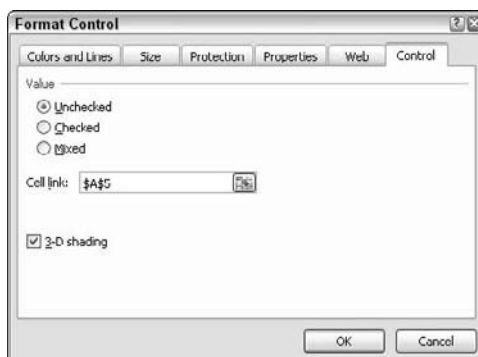 Format Control
Colors and Lines Size Protection Properties Web Control
Value
Unchecked
Checked
Mixed
Cell link: $A$5
3-D shading
OK Cancel